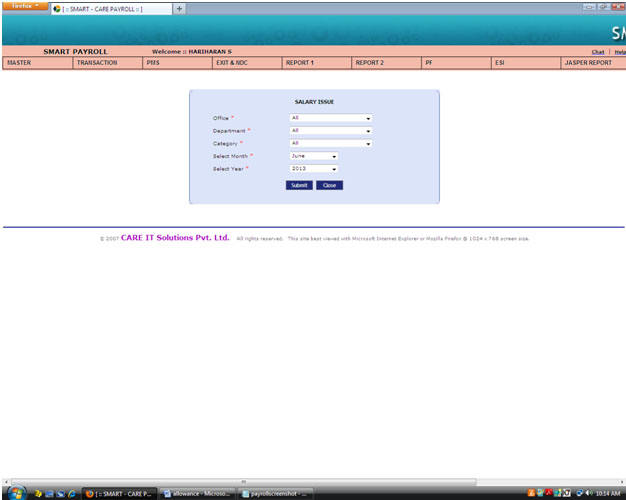 Firefox
[ :: SMART - CARE PAYROLL :: ]
SM
SMART PAYROLL Welcome :: HARIHARAN S Chat | Help
MASTER TRANSACTION PMS EXIT & NDC REPORT 1 REPORT 2 PF ESI JASPER REPORT
SALARY ISSUE
Office * All
Department * All
Category * All
Select Month * June
Select Year * 2013
Submit Close
© 2007 CARE IT Solutions Pvt. Ltd. All rights reserved. This site best viewed with Microsoft Internet Explorer or Mozilla Firefox @ 1024 x 768 screen size.
[ :: SMART - CARE P... allowance - Microso... payrollscreenshot - ... 10:14 AM